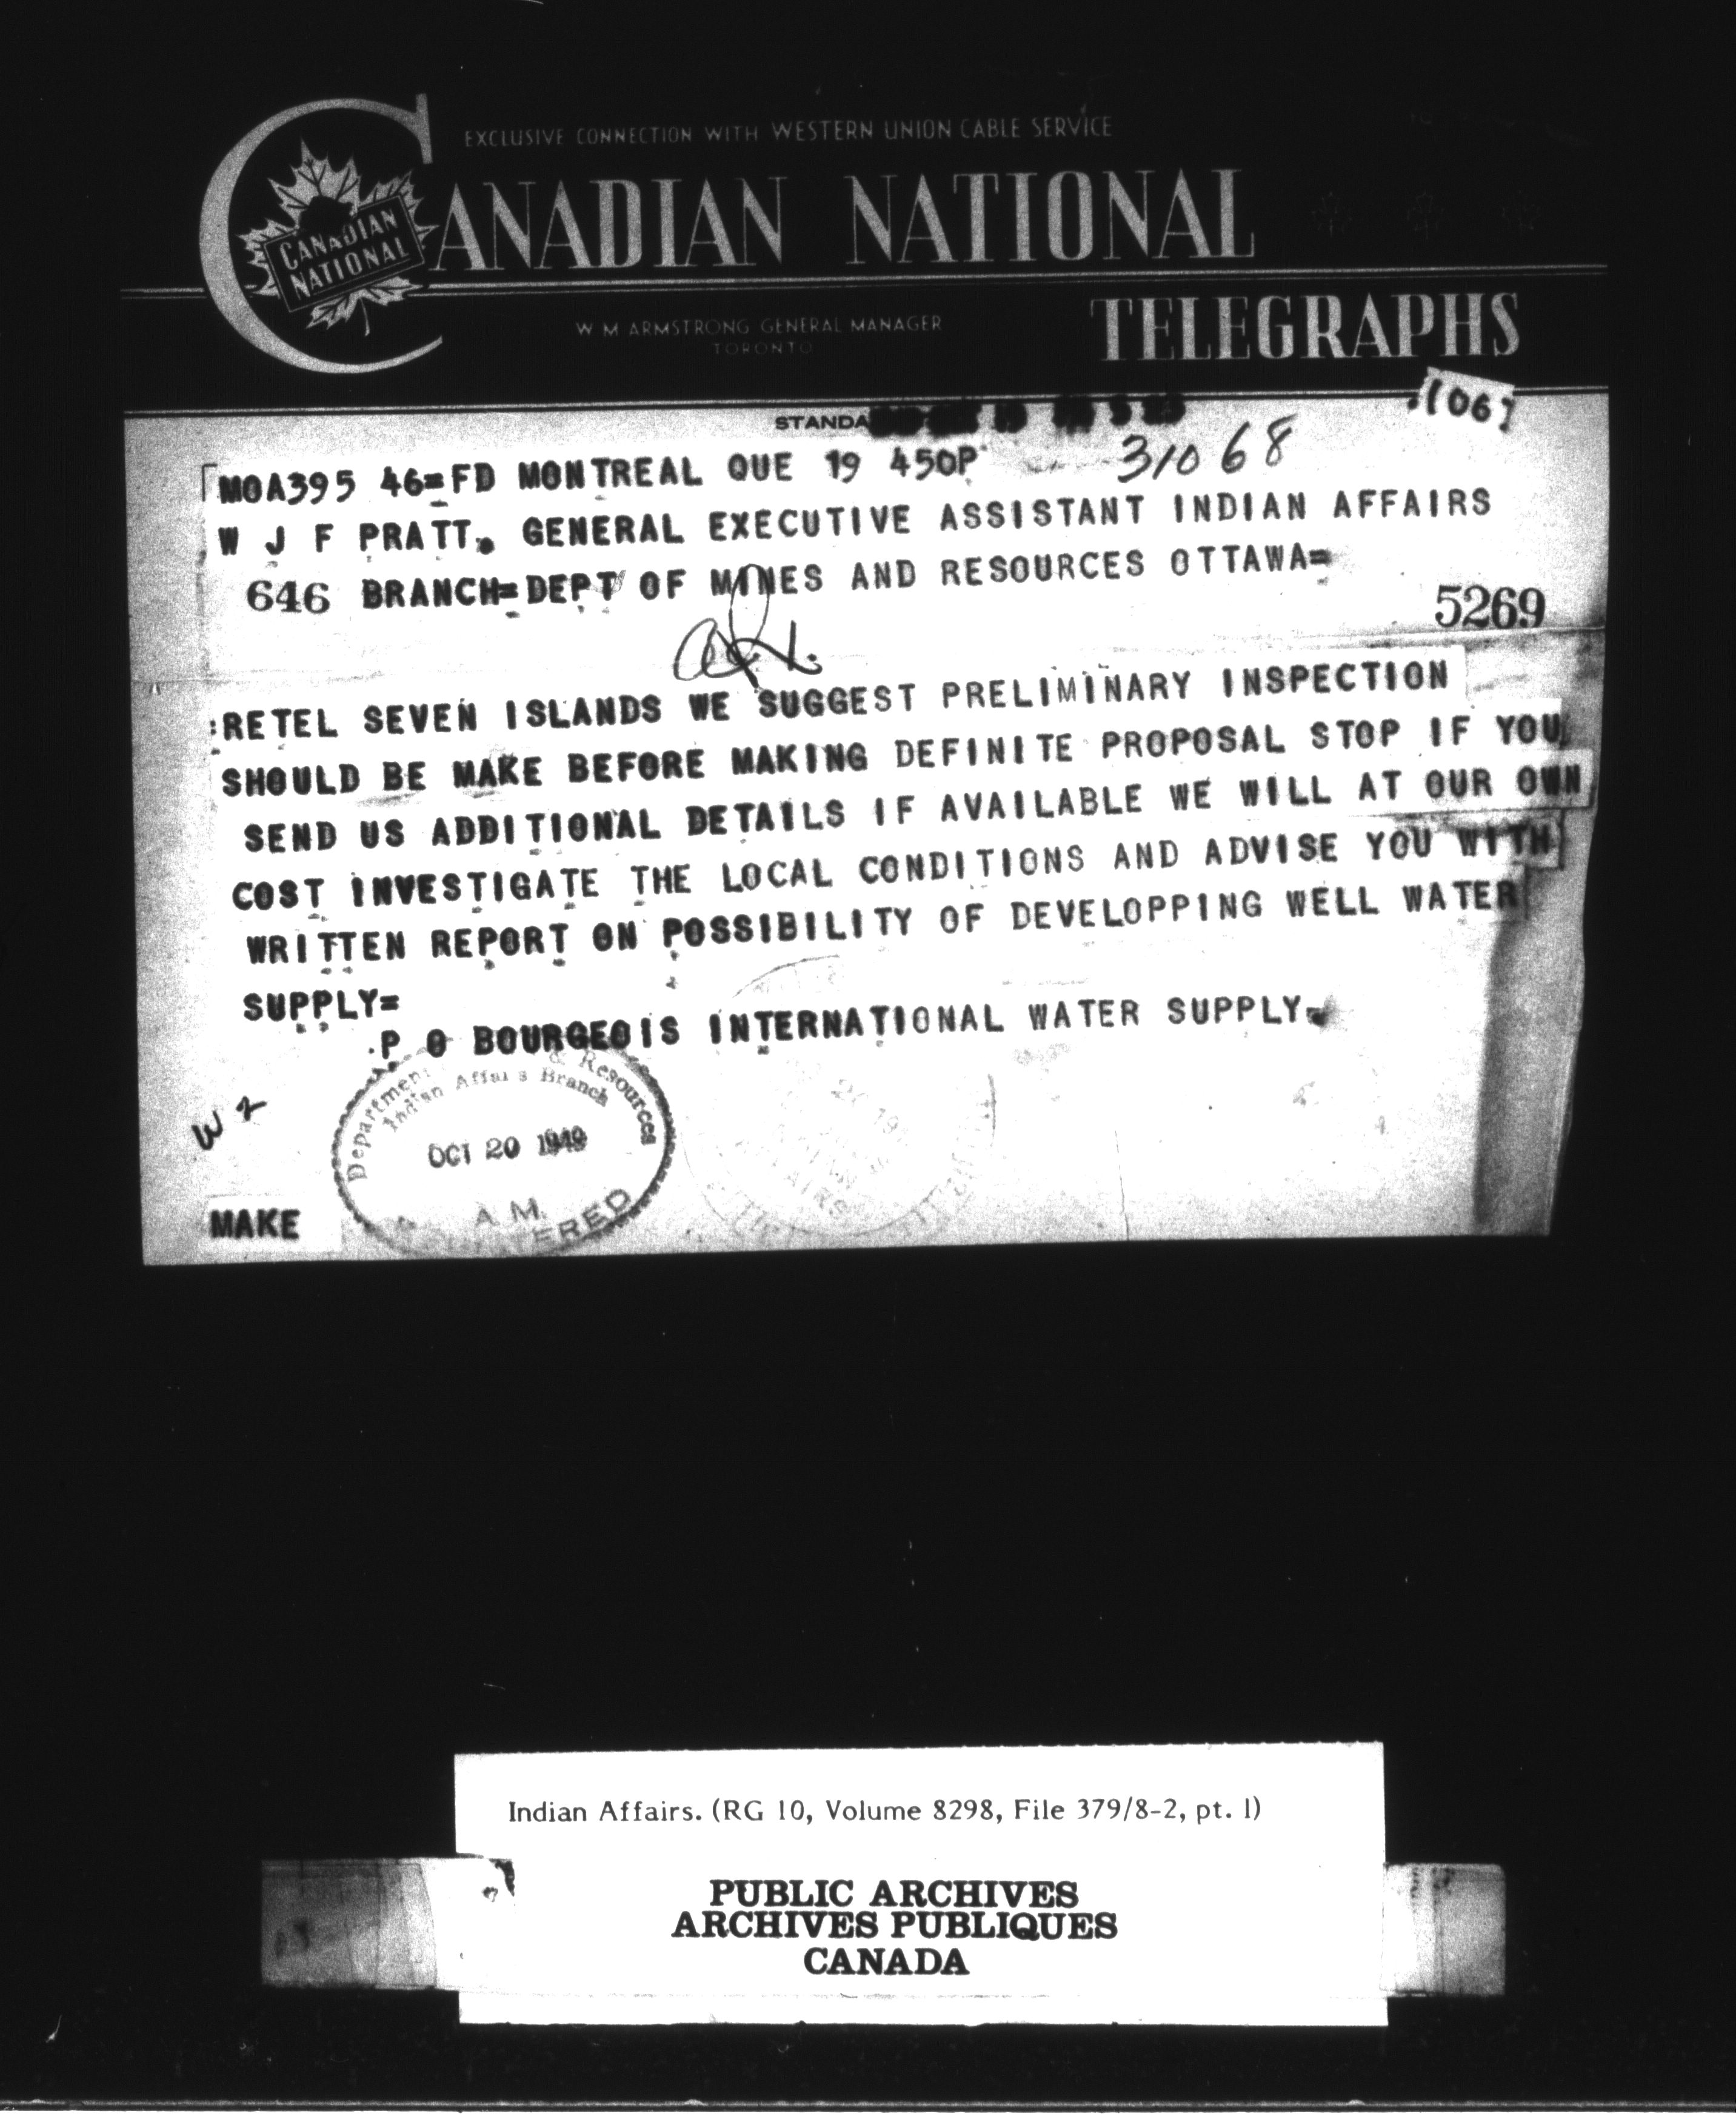 EXCLUSIVE CONNECTION WITH WESTERN UNION CABLE SERVICE
CANADIAN NATIONAL
CANADIAN
NATIONAL
TELEGRAPHS
W M ARMSTRONG GENERAL MANAGER
TORONTO
(06)
STANDA
31068
MOA395 46=FD MONTREAL QUE 19 450P
W J F PRATT, GENERAL EXECUTIVE ASSISTANT INDIAN AFFAIRS
646 BRANCH=DEPT OF MINES AND RESOURCES OTTAWA=
5269
:RETEL SEVEN ISLANDS WE SUGGEST PRELIMINARY INSPECTION
SHOULD BE MAKE BEFORE MAKING DEFINITE PROPOSAL STOP IF YOU
SEND US ADDITIONAL DETAILS IF AVAILABLE WE WILL AT OUR OWN
COST INVESTIGATE THE LOCAL CONDITIONS AND ADVISE YOU WITH
WRITTEN REPORT ON POSSIBILITY OF DEVELOPPING WELL WATER
SUPPLY=
P O BOURGEOIS INTERNATIONAL WATER SUPPLY
Department & Resources
Indian Affairs Branch
OCT 20 1949
A.M.
W 2
MAKE
Indian Affairs. (RG 10, Volume 8298, File 379/8-2, pt. 1)
PUBLIC ARCHIVES
ARCHIVES PUBLIQUES
CANADA